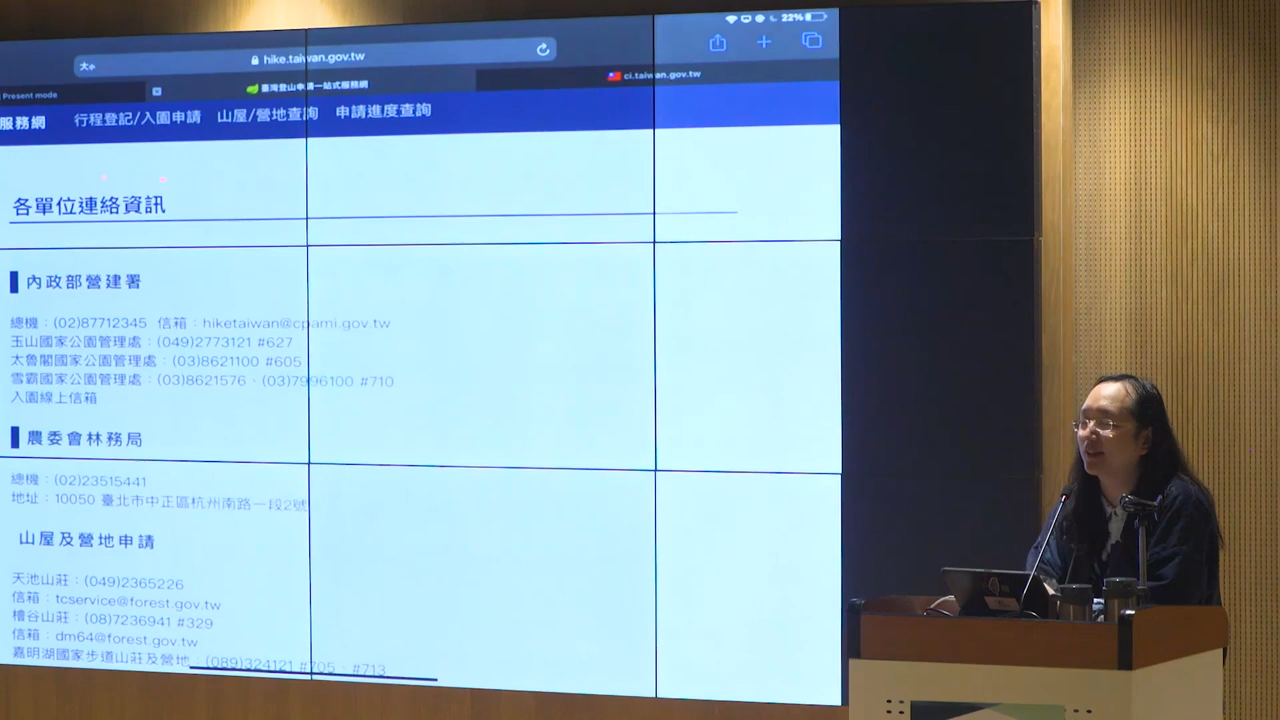 22%
大 hike.taiwan.gov.tw
Present mode
臺灣登山申請一站式服務網
ci.taiwan.gov.tw
服務網 行程登記/入園申請 山屋/營地查詢 申請進度查詢
各單位連絡資訊
內政部營建署
總機:(02)87712345 信箱:hiketaiwan@cpami.gov.tw
玉山國家公園管理處:(049)2773121 #627
太魯閣國家公園管理處:(03)8621100 #605
雪霸國家公園管理處:(03)8621576、(03)7996100 #710
入園線上信箱
農委會林務局
總機:(02)23515441
地址:10050 臺北市中正區杭州南路一段2號
山屋及營地申請
天池山莊:(049)2365226
信箱:tcservice@forest.gov.tw
檜谷山莊:(08)7236941 #329
信箱:dm64@forest.gov.tw
嘉明湖國家步道山莊及營地:(089)324121 #705、#713